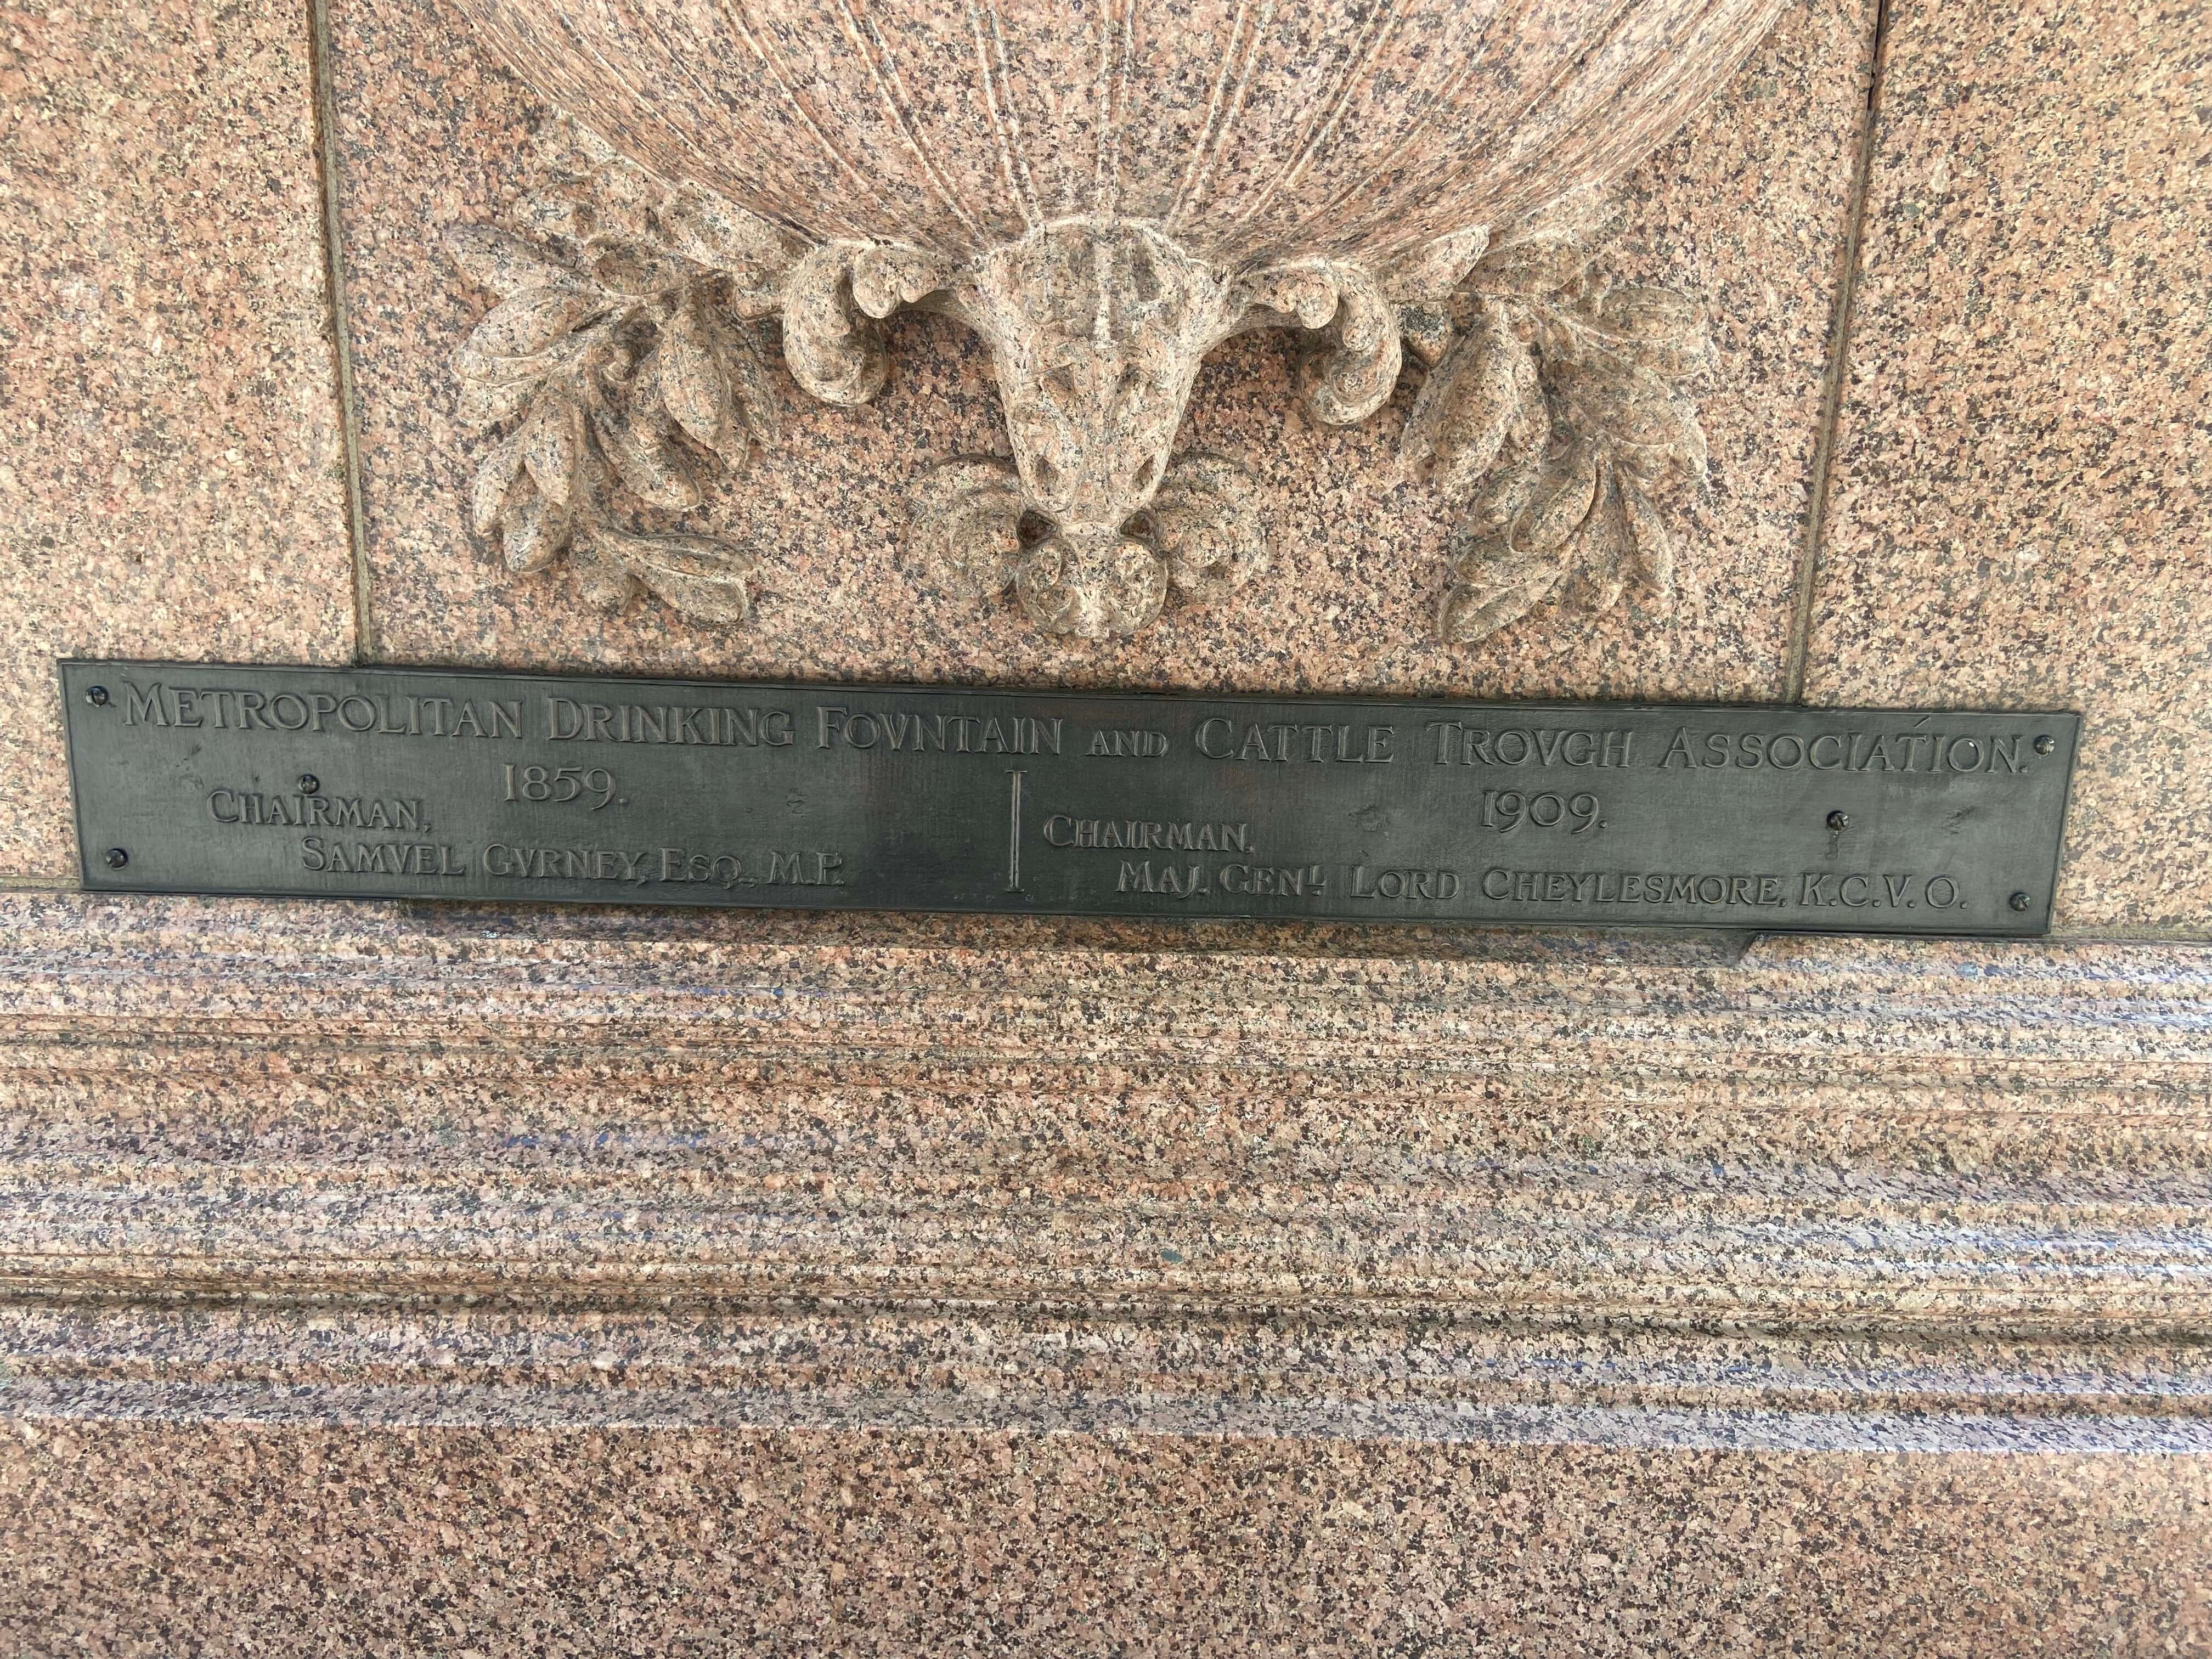 METROPOLITAN DRINKING FOVNTAIN AND CATTLE TROVGH ASSOCIATION.
1859.
CHAIRMAN,
SAMVEL GVRNEY, ESQ., M.P.
1909.
CHAIRMAN,
MAJ. GENL LORD CHEYLESMORE, K.C.V.O.